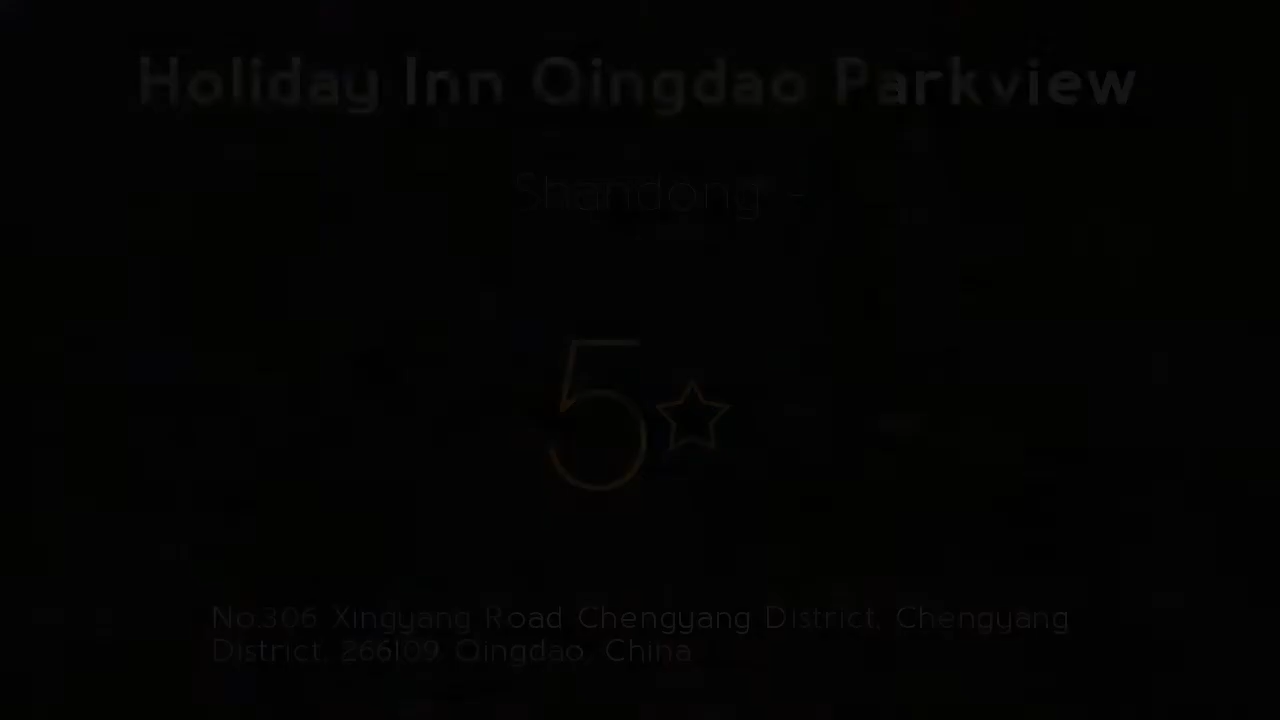 Holiday Inn Qingdao Parkview
Shandong -
5
No.306 Xingyang Road Chengyang District, Chengyang
District, 266109 Qingdao, China